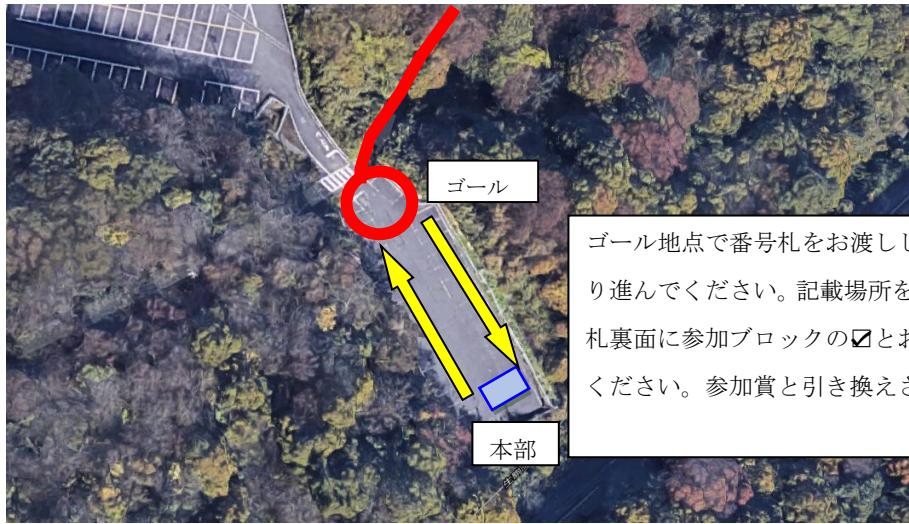 ゴール
ゴール地点で番号札をお渡しし
り進んでください。記載場所を
札裏面に参加ブロックの☑とお
ください。参加賞と引き換えさ
本部